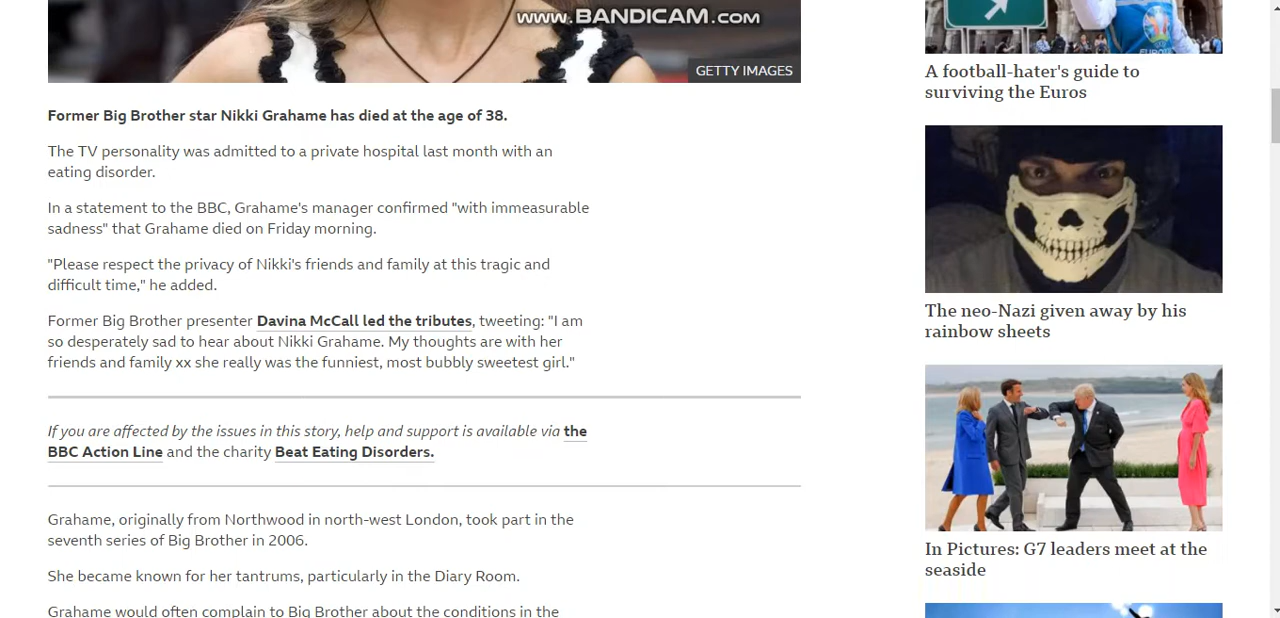 www.BANDICAM.com
GETTY IMAGES
Former Big Brother star Nikki Grahame has died at the age of 38.
The TV personality was admitted to a private hospital last month with an
eating disorder.
In a statement to the BBC, Grahame's manager confirmed "with immeasurable
sadness" that Grahame died on Friday morning.
"Please respect the privacy of Nikki's friends and family at this tragic and
difficult time," he added.
Former Big Brother presenter Davina McCall led the tributes, tweeting: "I am
so desperately sad to hear about Nikki Grahame. My thoughts are with her
friends and family xx she really was the funniest, most bubbly sweetest girl."
If you are affected by the issues in this story, help and support is available via the
BBC Action Line and the charity Beat Eating Disorders.
Grahame, originally from Northwood in north-west London, took part in the
seventh series of Big Brother in 2006.
She became known for her tantrums, particularly in the Diary Room.
Grahame would often complain to Big Brother about the conditions in the
A football-hater's guide to
surviving the Euros
The neo-Nazi given away by his
rainbow sheets
In Pictures: G7 leaders meet at the
seaside